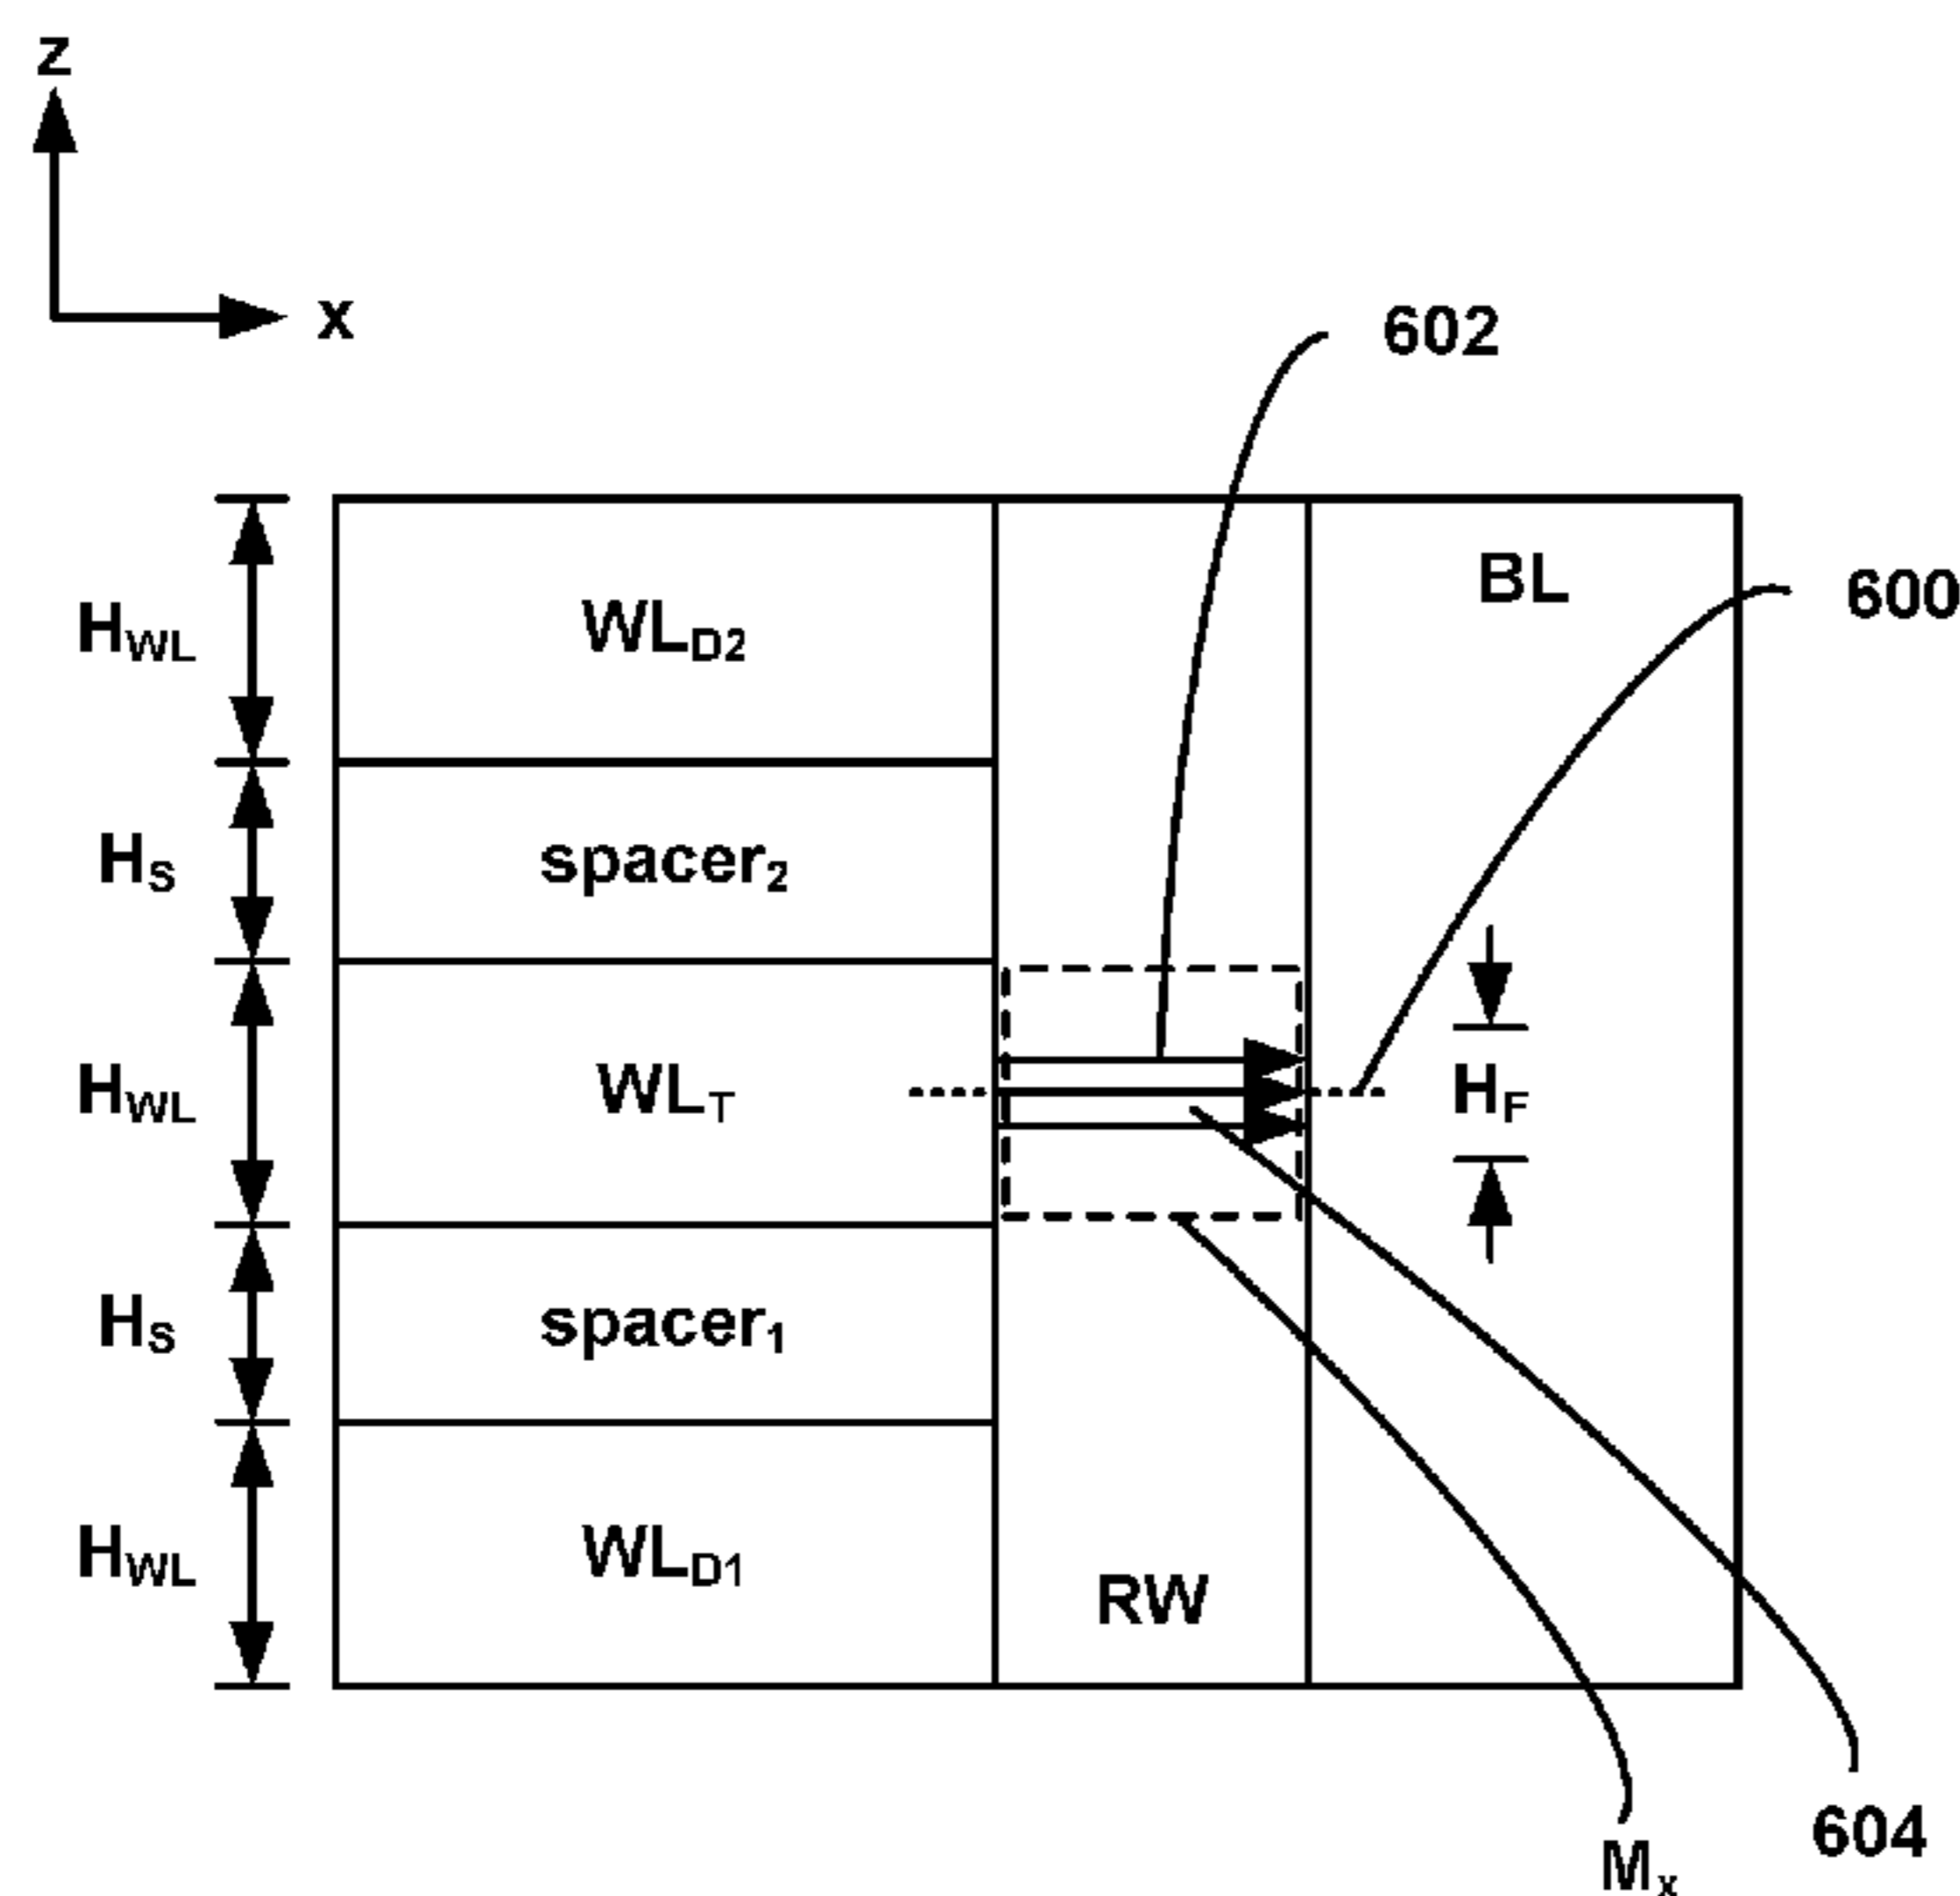 z
x
602
BL
600
H_WL
WL_D2
H_S
spacer_2
H_WL
WL_T
H_F
H_S
spacer_1
H_WL
WL_D1
RW
604
M_x